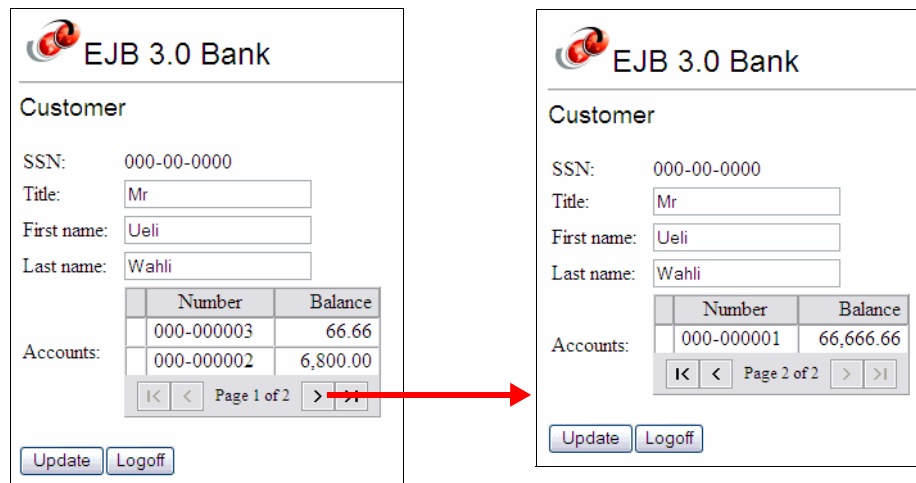 EJB 3.0 Bank
Customer
SSN: 000-00-0000
Title: Mr
First name: Ueli
Last name: Wahli
Number Balance
000-000003 66.66
Accounts:
000-000002 6,800.00
Page 1 of 2
Update Logoff
EJB 3.0 Bank
Customer
SSN: 000-00-0000
Title: Mr
First name: Ueli
Last name: Wahli
Number Balance
000-000001 66,666.66
Accounts:
Page 2 of 2
Update Logoff